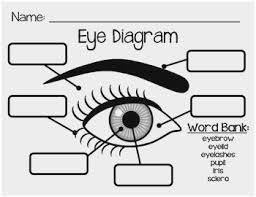 Name:
Eye Diagram
Word Bank:
eyebrow
eyelid
eyelashes
pupil
iris
sclera